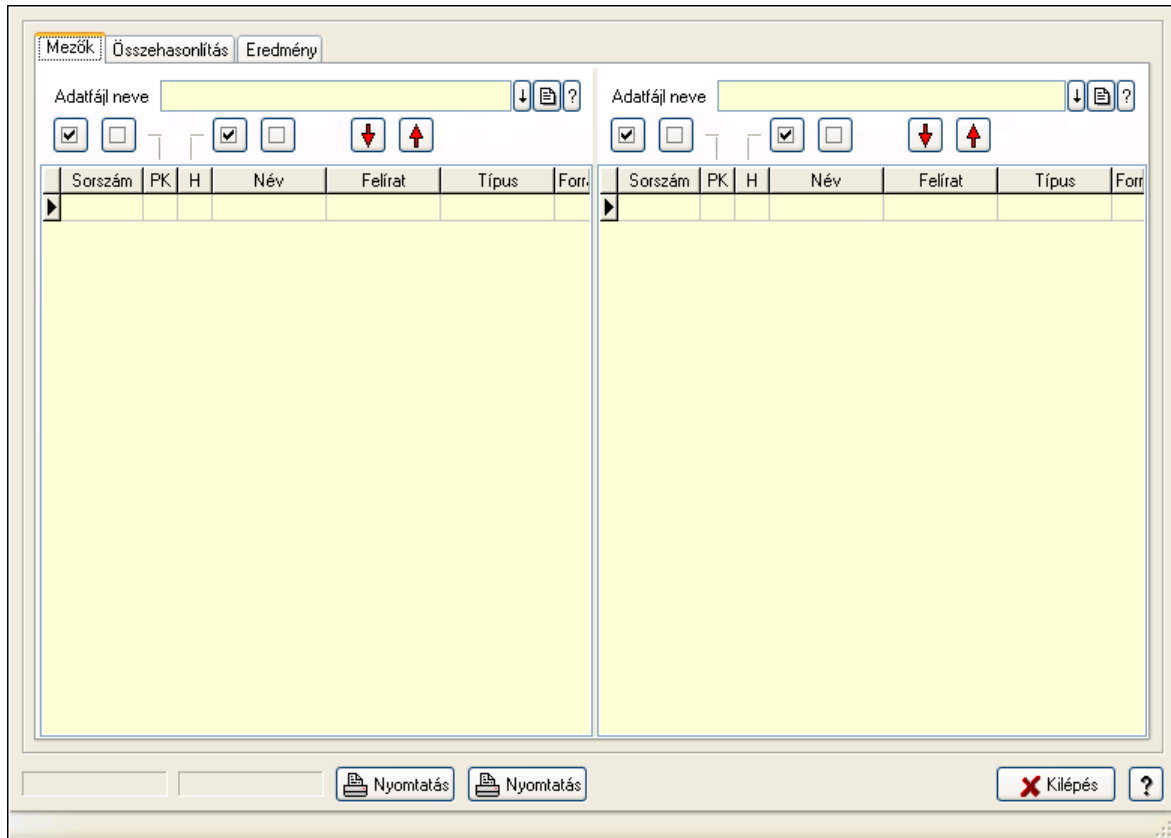 Mezők Összehasonlítás Eredmény
Adatfájl neve ? Adatfájl neve ?
Sorszám PK H Név Felírat Típus Sorszám PK H Név Felírat Típus Forr
Nyomtatás Nyomtatás Kilépés ?